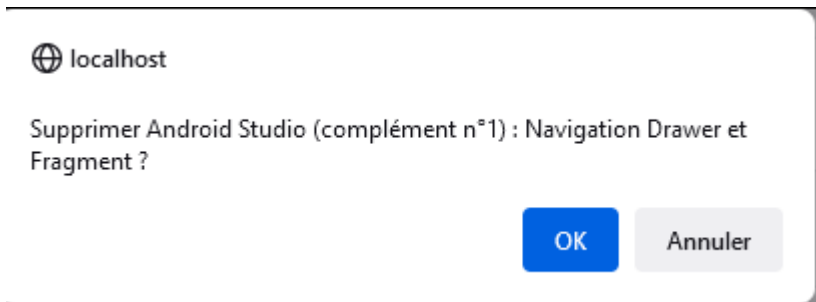 localhost
Supprimer Android Studio (complément n°1) : Navigation Drawer et
Fragment ?
OK Annuler